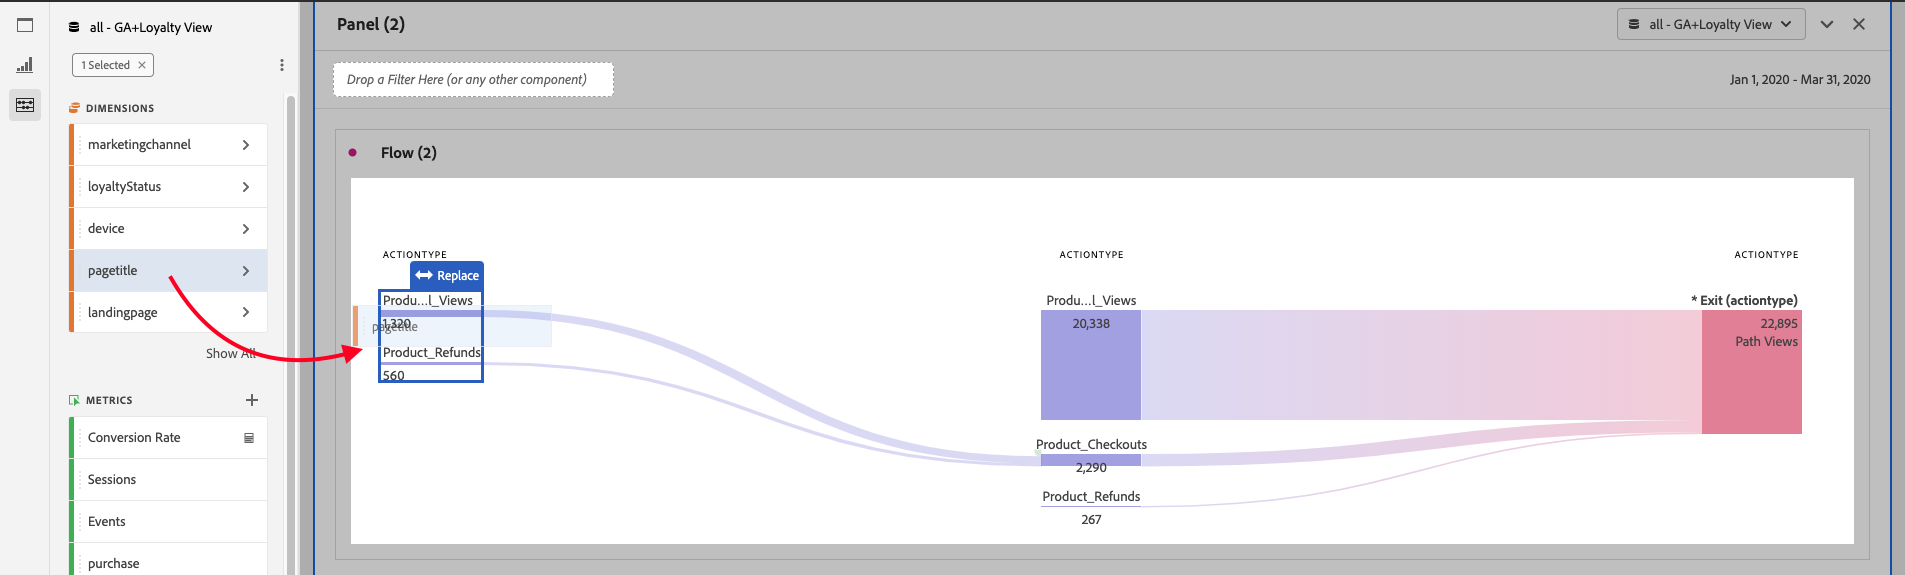 all - GA+Loyalty View
1 Selected
DIMENSIONS
marketingchannel
loyaltyStatus
device
pagetitle
landingpage
Show All
METRICS
Conversion Rate
Sessions
Events
purchase
Panel (2)
all - GA+Loyalty View
Drop a Filter Here (or any other component)
Jan 1, 2020 - Mar 31, 2020
Flow (2)
ACTIONTYPE
Replace
Produ...l_Views
1,320
pagetitle
Product_Refunds
560
ACTIONTYPE
Produ...l_Views
20,338
Product_Checkouts
2,290
Product_Refunds
267
ACTIONTYPE
* Exit (actiontype)
22,895
Path Views